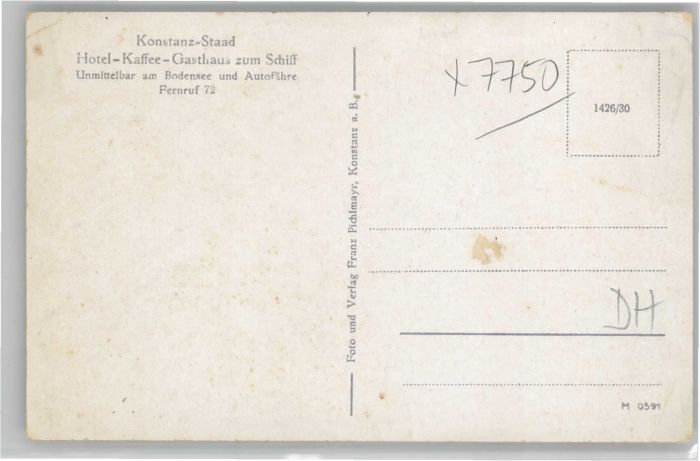 Konstanz-Staad
Hotel-Kaffee-Gasthaus zum Schiff
Unmittelbar am Bodensee und Autofähre
Fernruf 72
Foto und Verlag Franz Pichlmayr, Konstanz a. B.
x 7750
1426/30
DH
M 0591